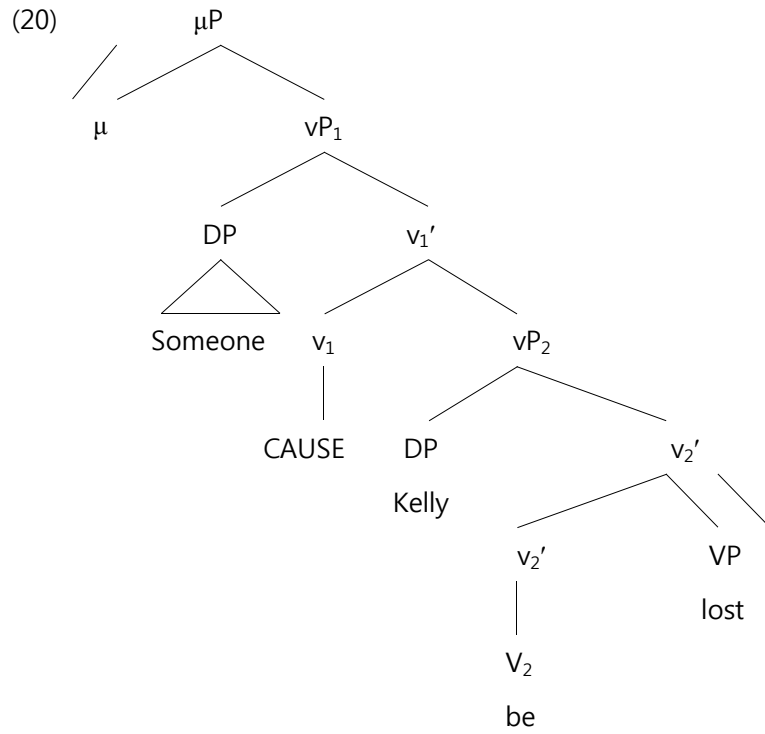 (20) μP
μ vP₁
DP v₁′
Someone v₁ vP₂
CAUSE DP v₂′
Kelly
v₂′ VP
lost
V₂
be